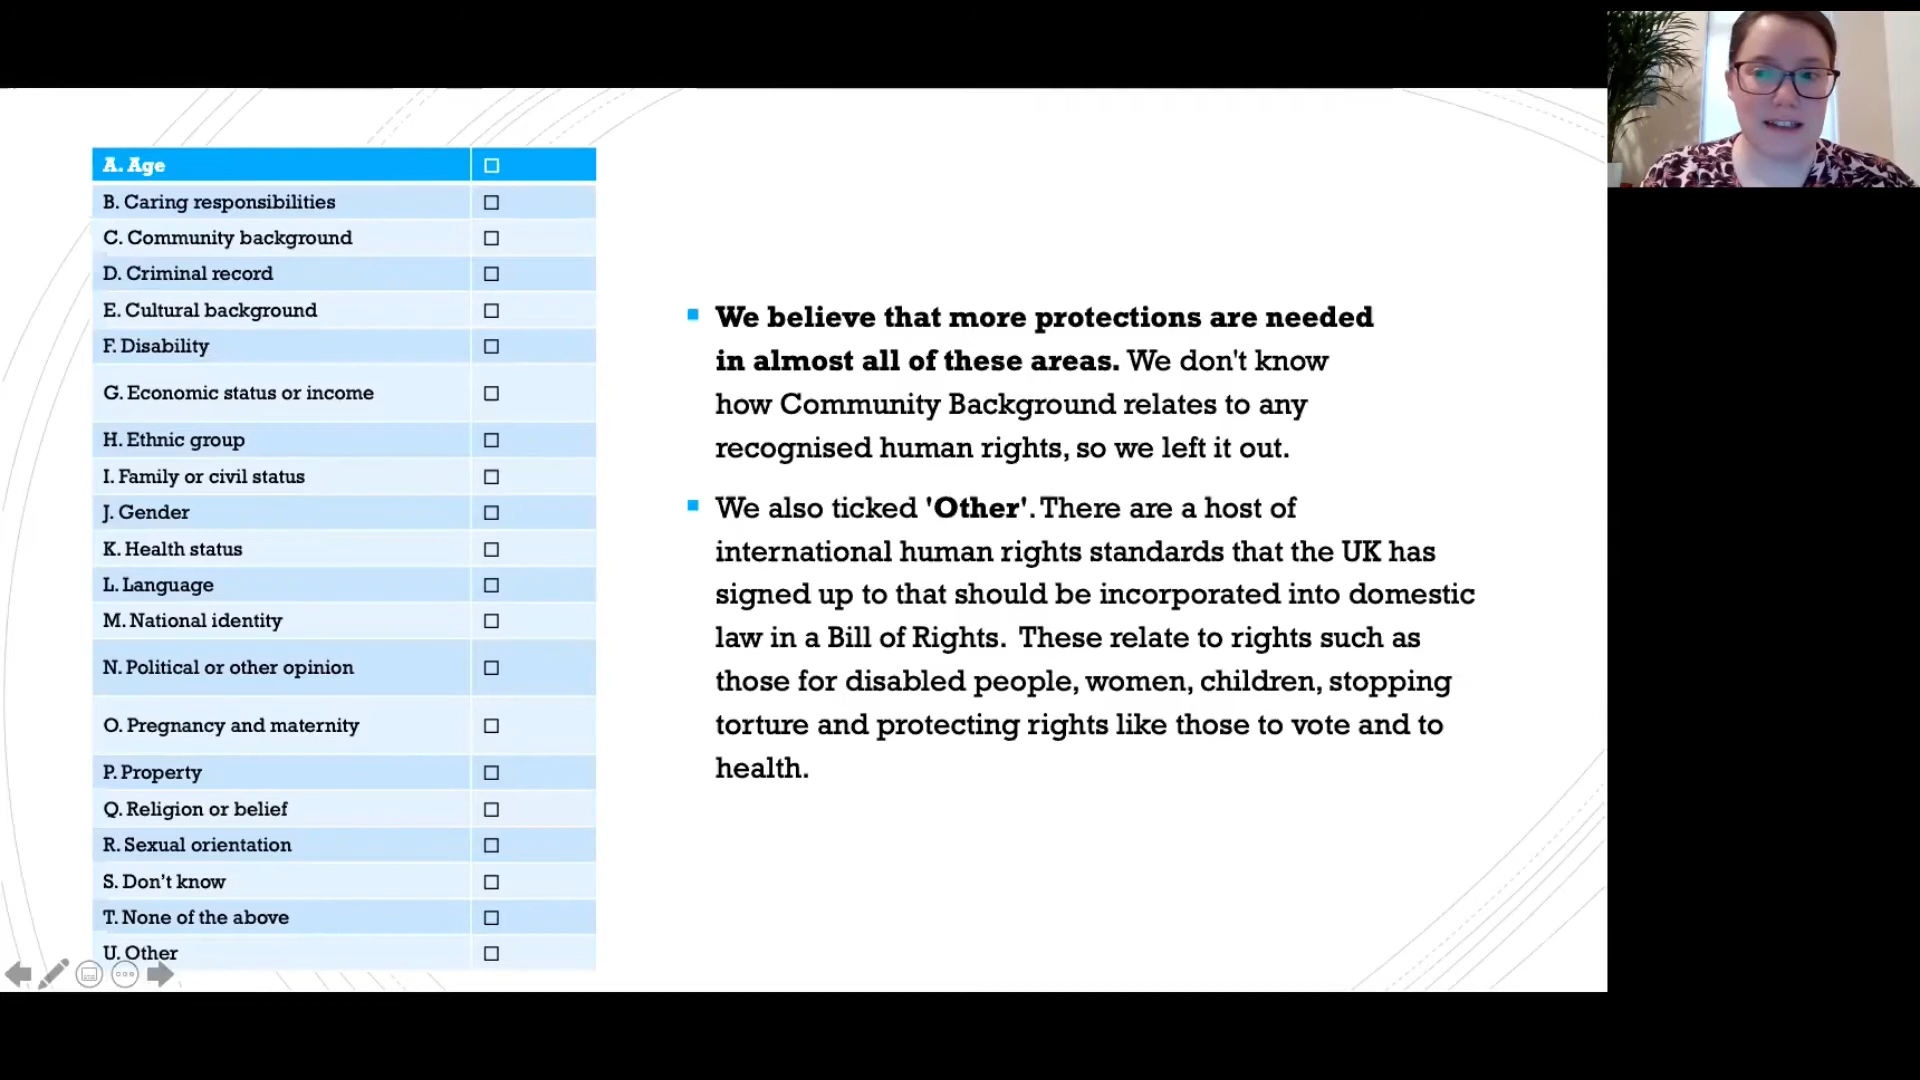 A. Age
B. Caring responsibilities
C. Community background
D. Criminal record
E. Cultural background
F. Disability
G. Economic status or income
H. Ethnic group
I. Family or civil status
J. Gender
K. Health status
L. Language
M. National identity
N. Political or other opinion
O. Pregnancy and maternity
P. Property
Q. Religion or belief
R. Sexual orientation
S. Don’t know
T. None of the above
U. Other
We believe that more protections are needed
in almost all of these areas. We don't know
how Community Background relates to any
recognised human rights, so we left it out.
We also ticked 'Other'. There are a host of
international human rights standards that the UK has
signed up to that should be incorporated into domestic
law in a Bill of Rights. These relate to rights such as
those for disabled people, women, children, stopping
torture and protecting rights like those to vote and to
health.